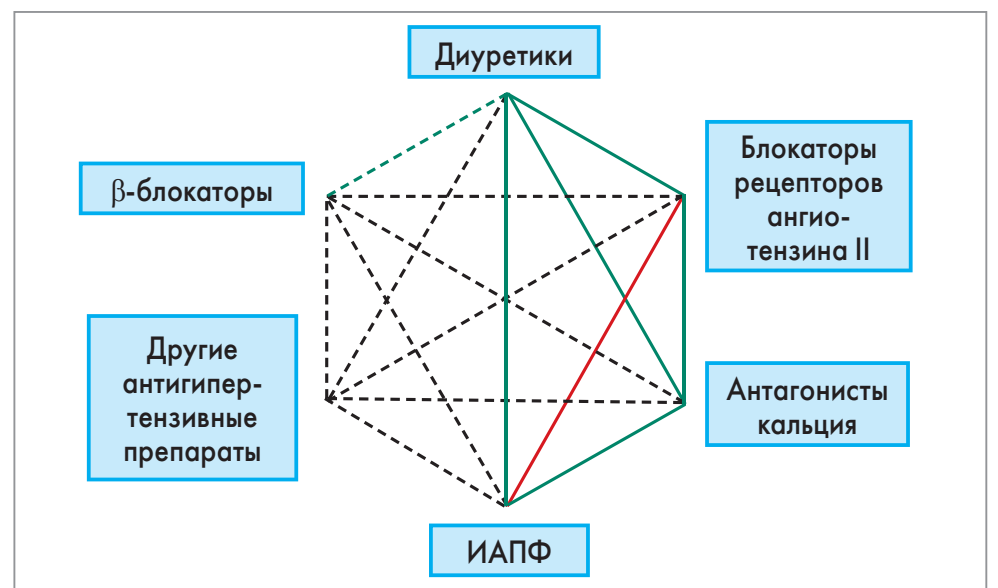 Диуретики
β-блокаторы
Блокаторы
рецепторов
ангио-
тензина II
Другие
антигипер-
тензивные
препараты
Антагонисты
кальция
ИАПФ